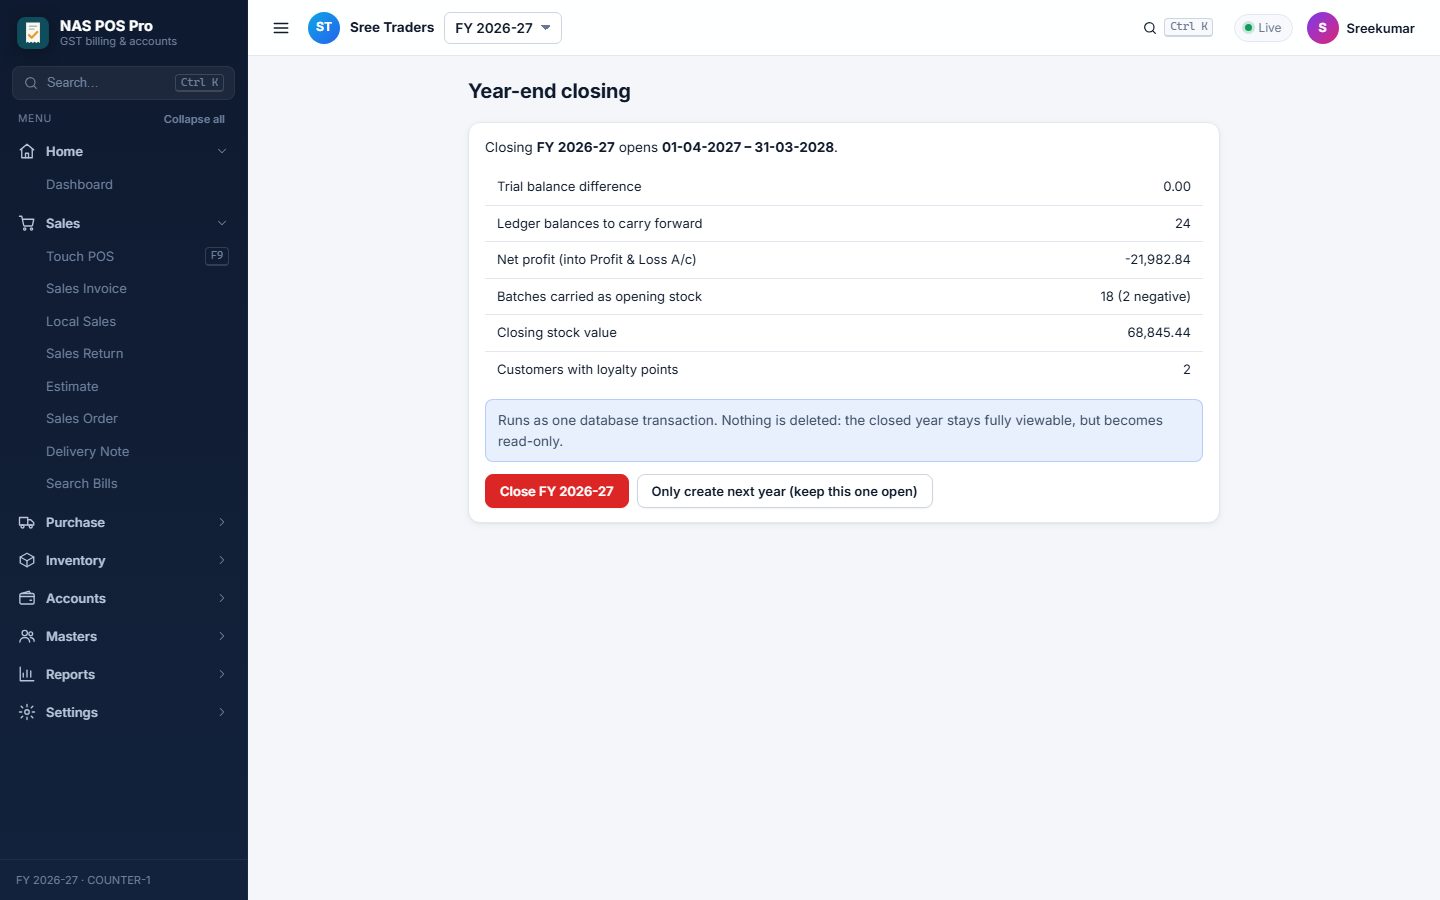 NAS POS Pro
GST billing & accounts
Search...
Ctrl K
MENU
Collapse all
Home
Dashboard
Sales
Touch POS
F9
Sales Invoice
Local Sales
Sales Return
Estimate
Sales Order
Delivery Note
Search Bills
Purchase
Inventory
Accounts
Masters
Reports
Settings
FY 2026-27 · COUNTER-1
ST
Sree Traders
FY 2026-27
Ctrl K
Live
S
Sreekumar
Year-end closing
Closing FY 2026-27 opens 01-04-2027 – 31-03-2028.
Trial balance difference 0.00
Ledger balances to carry forward 24
Net profit (into Profit & Loss A/c) -21,982.84
Batches carried as opening stock 18 (2 negative)
Closing stock value 68,845.44
Customers with loyalty points 2
Runs as one database transaction. Nothing is deleted: the closed year stays fully viewable, but becomes
read-only.
Close FY 2026-27
Only create next year (keep this one open)